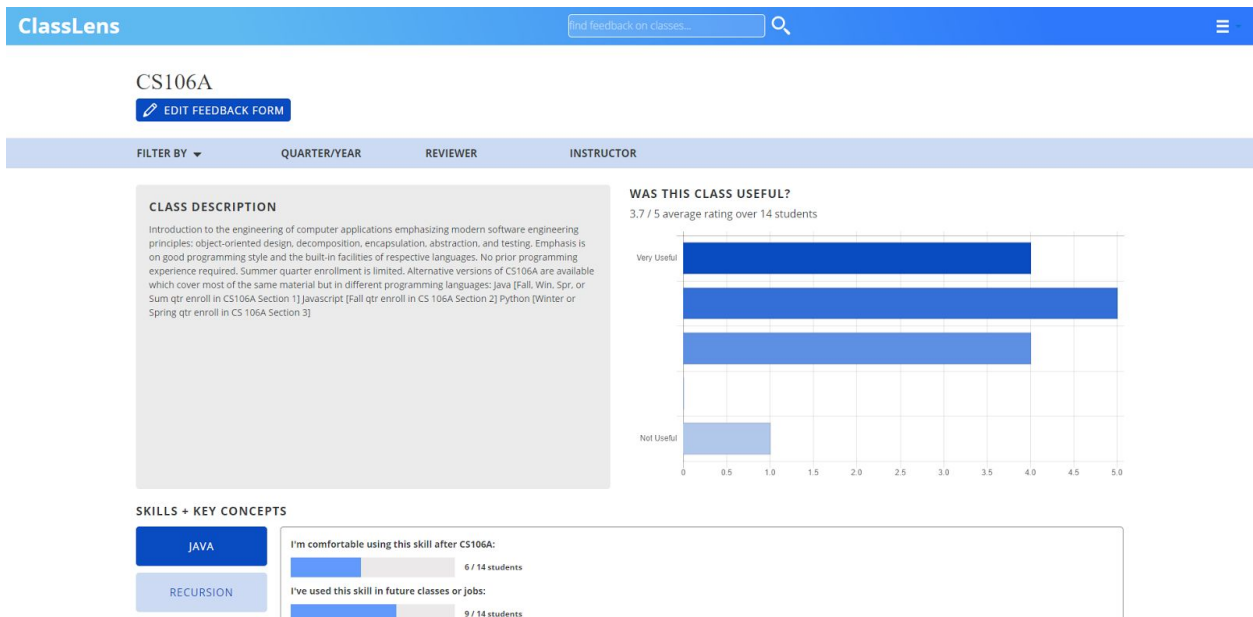 ClassLens
find feedback on classes...
CS106A
EDIT FEEDBACK FORM
FILTER BY QUARTER/YEAR REVIEWER INSTRUCTOR
CLASS DESCRIPTION
Introduction to the engineering of computer applications emphasizing modern software engineering
principles: object-oriented design, decomposition, encapsulation, abstraction, and testing. Emphasis is
on good programming style and the built-in facilities of respective languages. No prior programming
experience required. Summer quarter enrollment is limited. Alternative versions of CS106A are available
which cover most of the same material but in different programming languages: Java [Fall, Win, Spr, or
Sum qtr enroll in CS106A Section 1] Javascript [Fall qtr enroll in CS 106A Section 2] Python [Winter or
Spring qtr enroll in CS 106A Section 3]
WAS THIS CLASS USEFUL?
3.7 / 5 average rating over 14 students
Very Useful
Not Useful
0 0.5 1.0 1.5 2.0 2.5 3.0 3.5 4.0 4.5 5.0
SKILLS + KEY CONCEPTS
JAVA
RECURSION
I'm comfortable using this skill after CS106A:
6 / 14 students
I've used this skill in future classes or jobs:
9 / 14 students